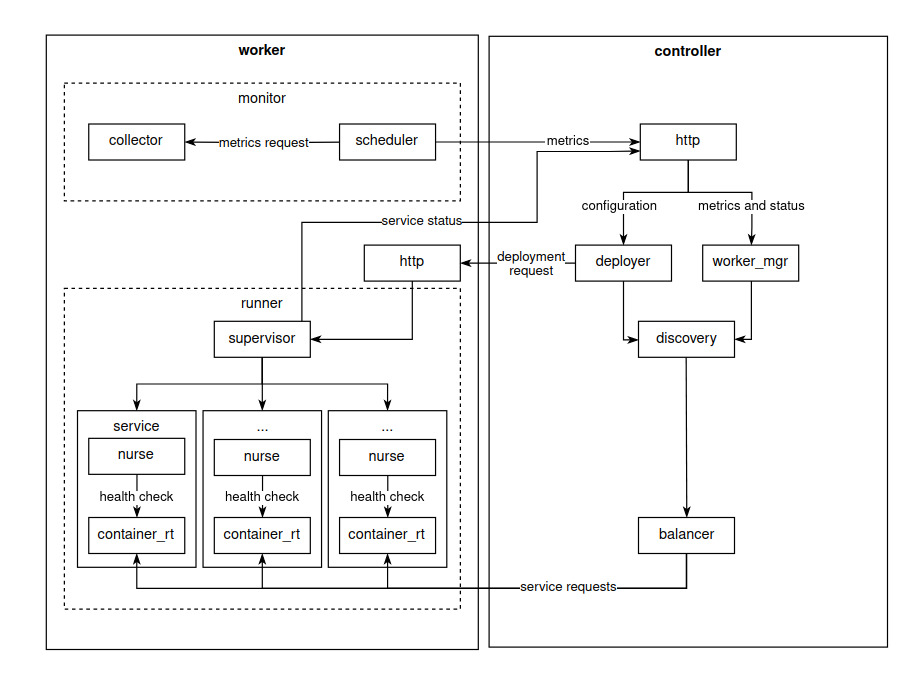 worker
controller
monitor
collector
metrics request
scheduler
metrics
http
configuration
metrics and status
service status
http
deployment
request
deployer
worker_mgr
runner
supervisor
discovery
service
...
...
nurse
nurse
nurse
health check
health check
health check
container_rt
container_rt
container_rt
balancer
service requests